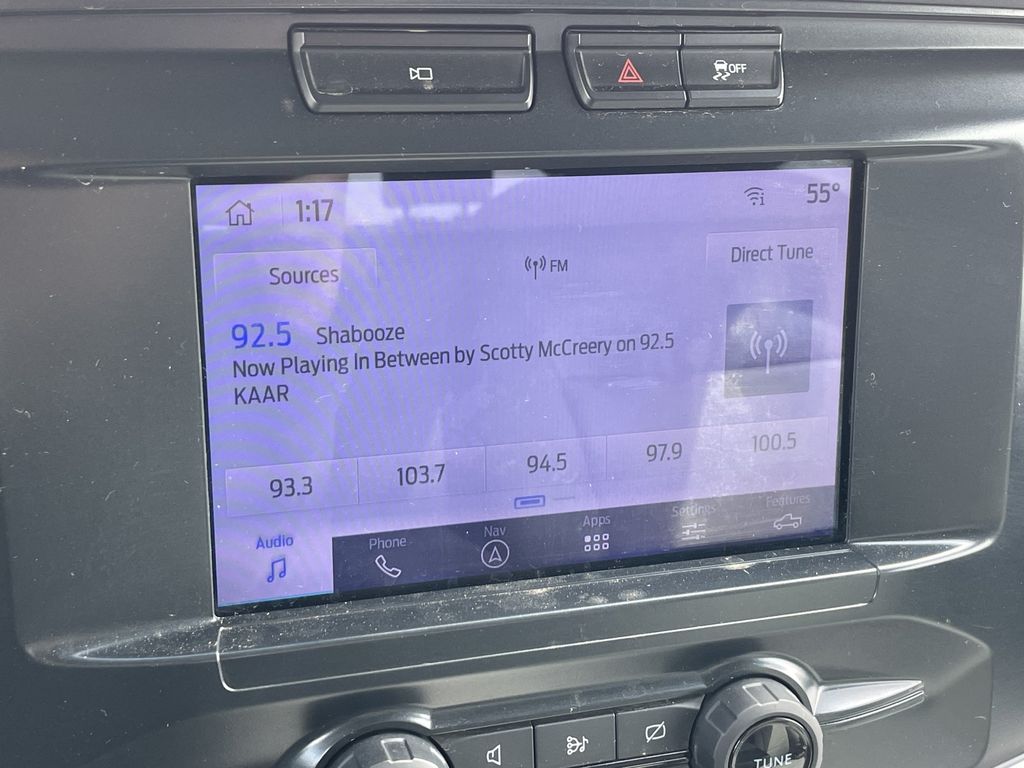 OFF
1:17
55°
Sources
FM
Direct Tune
92.5 Shabooze
Now Playing In Between by Scotty McCreery on 92.5
KAAR
93.3 103.7 94.5 97.9 100.5
Audio Phone Nav Apps Settings Features
TUNE